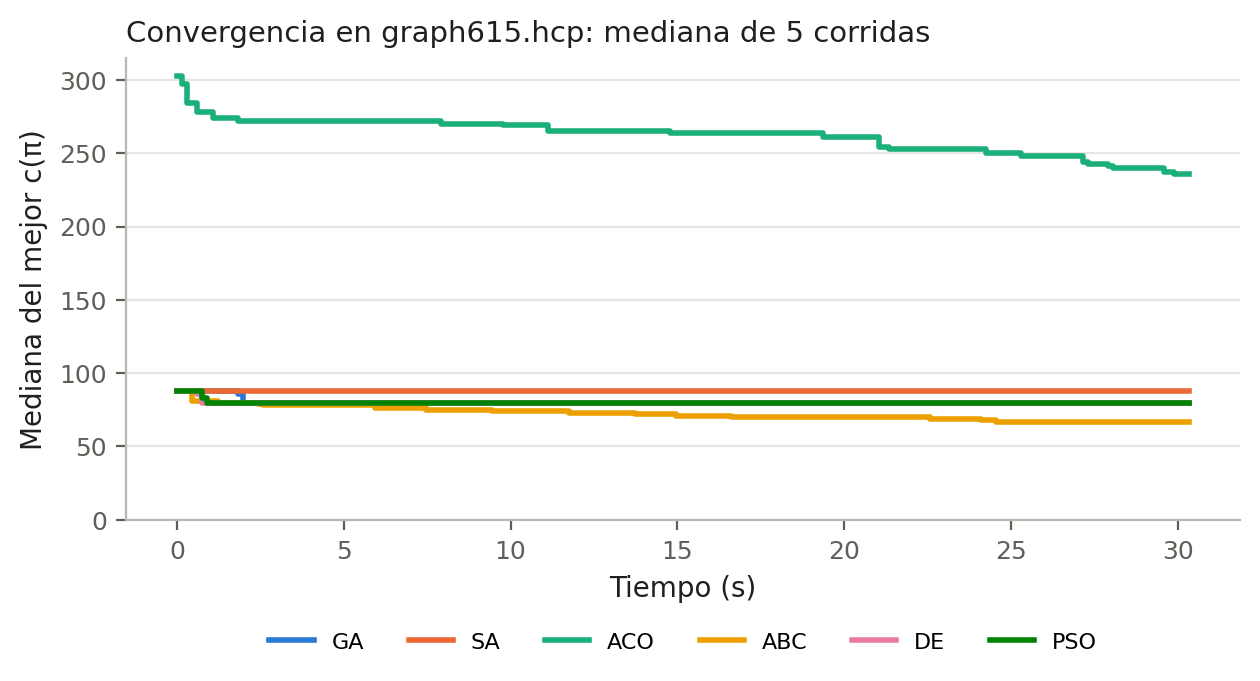 Convergencia en graph615.hcp: mediana de 5 corridas
Mediana del mejor c(π)
300
250
200
150
100
50
0
0 5 10 15 20 25 30
Tiempo (s)
GA SA ACO ABC DE PSO